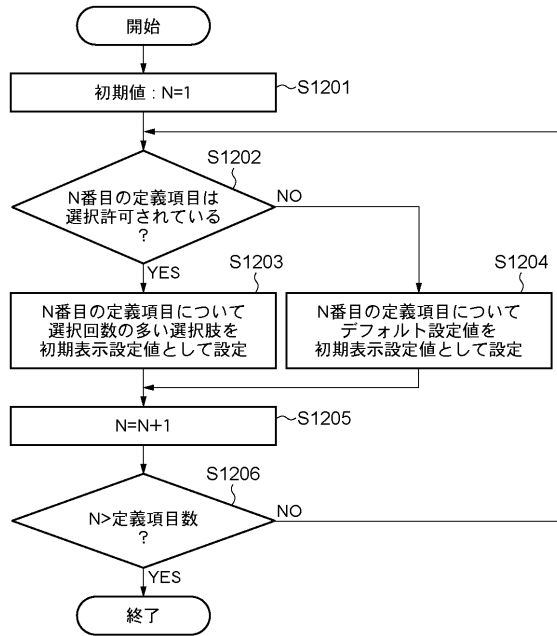 開始
初期値 : N=1
S1201
S1202
N番目の定義項目は
選択許可されている
?
NO
YES
S1203
N番目の定義項目について
選択回数の多い選択肢を
初期表示設定値として設定
S1204
N番目の定義項目について
デフォルト設定値を
初期表示設定値として設定
N=N+1
S1205
S1206
N>定義項目数
?
NO
YES
終了